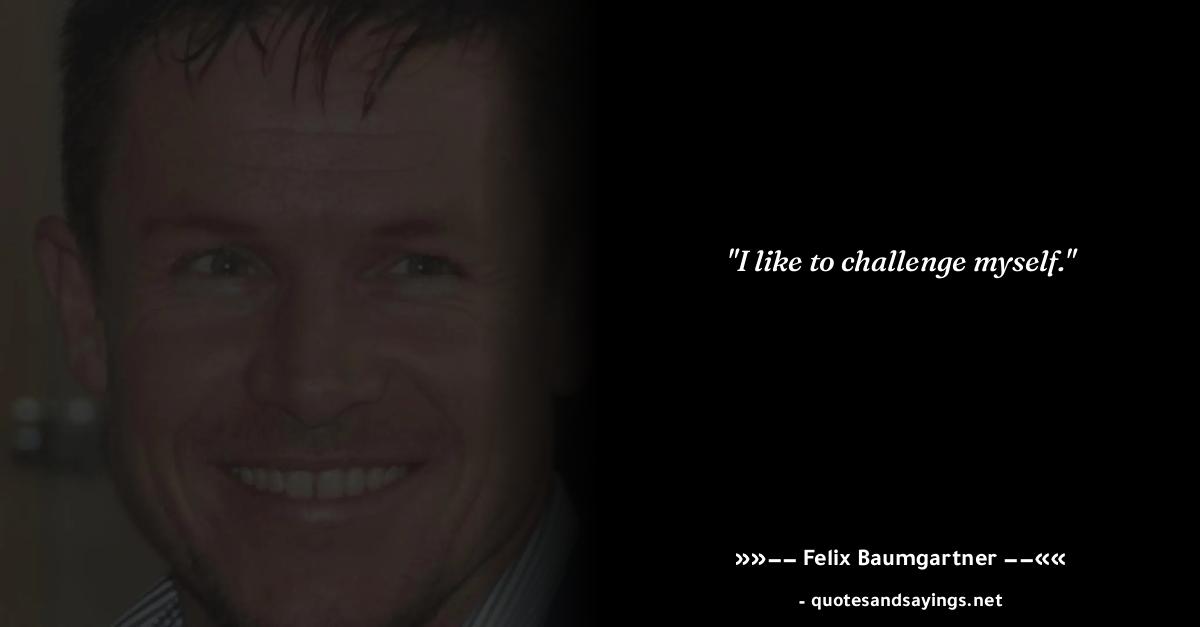 "I like to challenge myself."
»»–– Felix Baumgartner ––««
- quotesandsayings.net